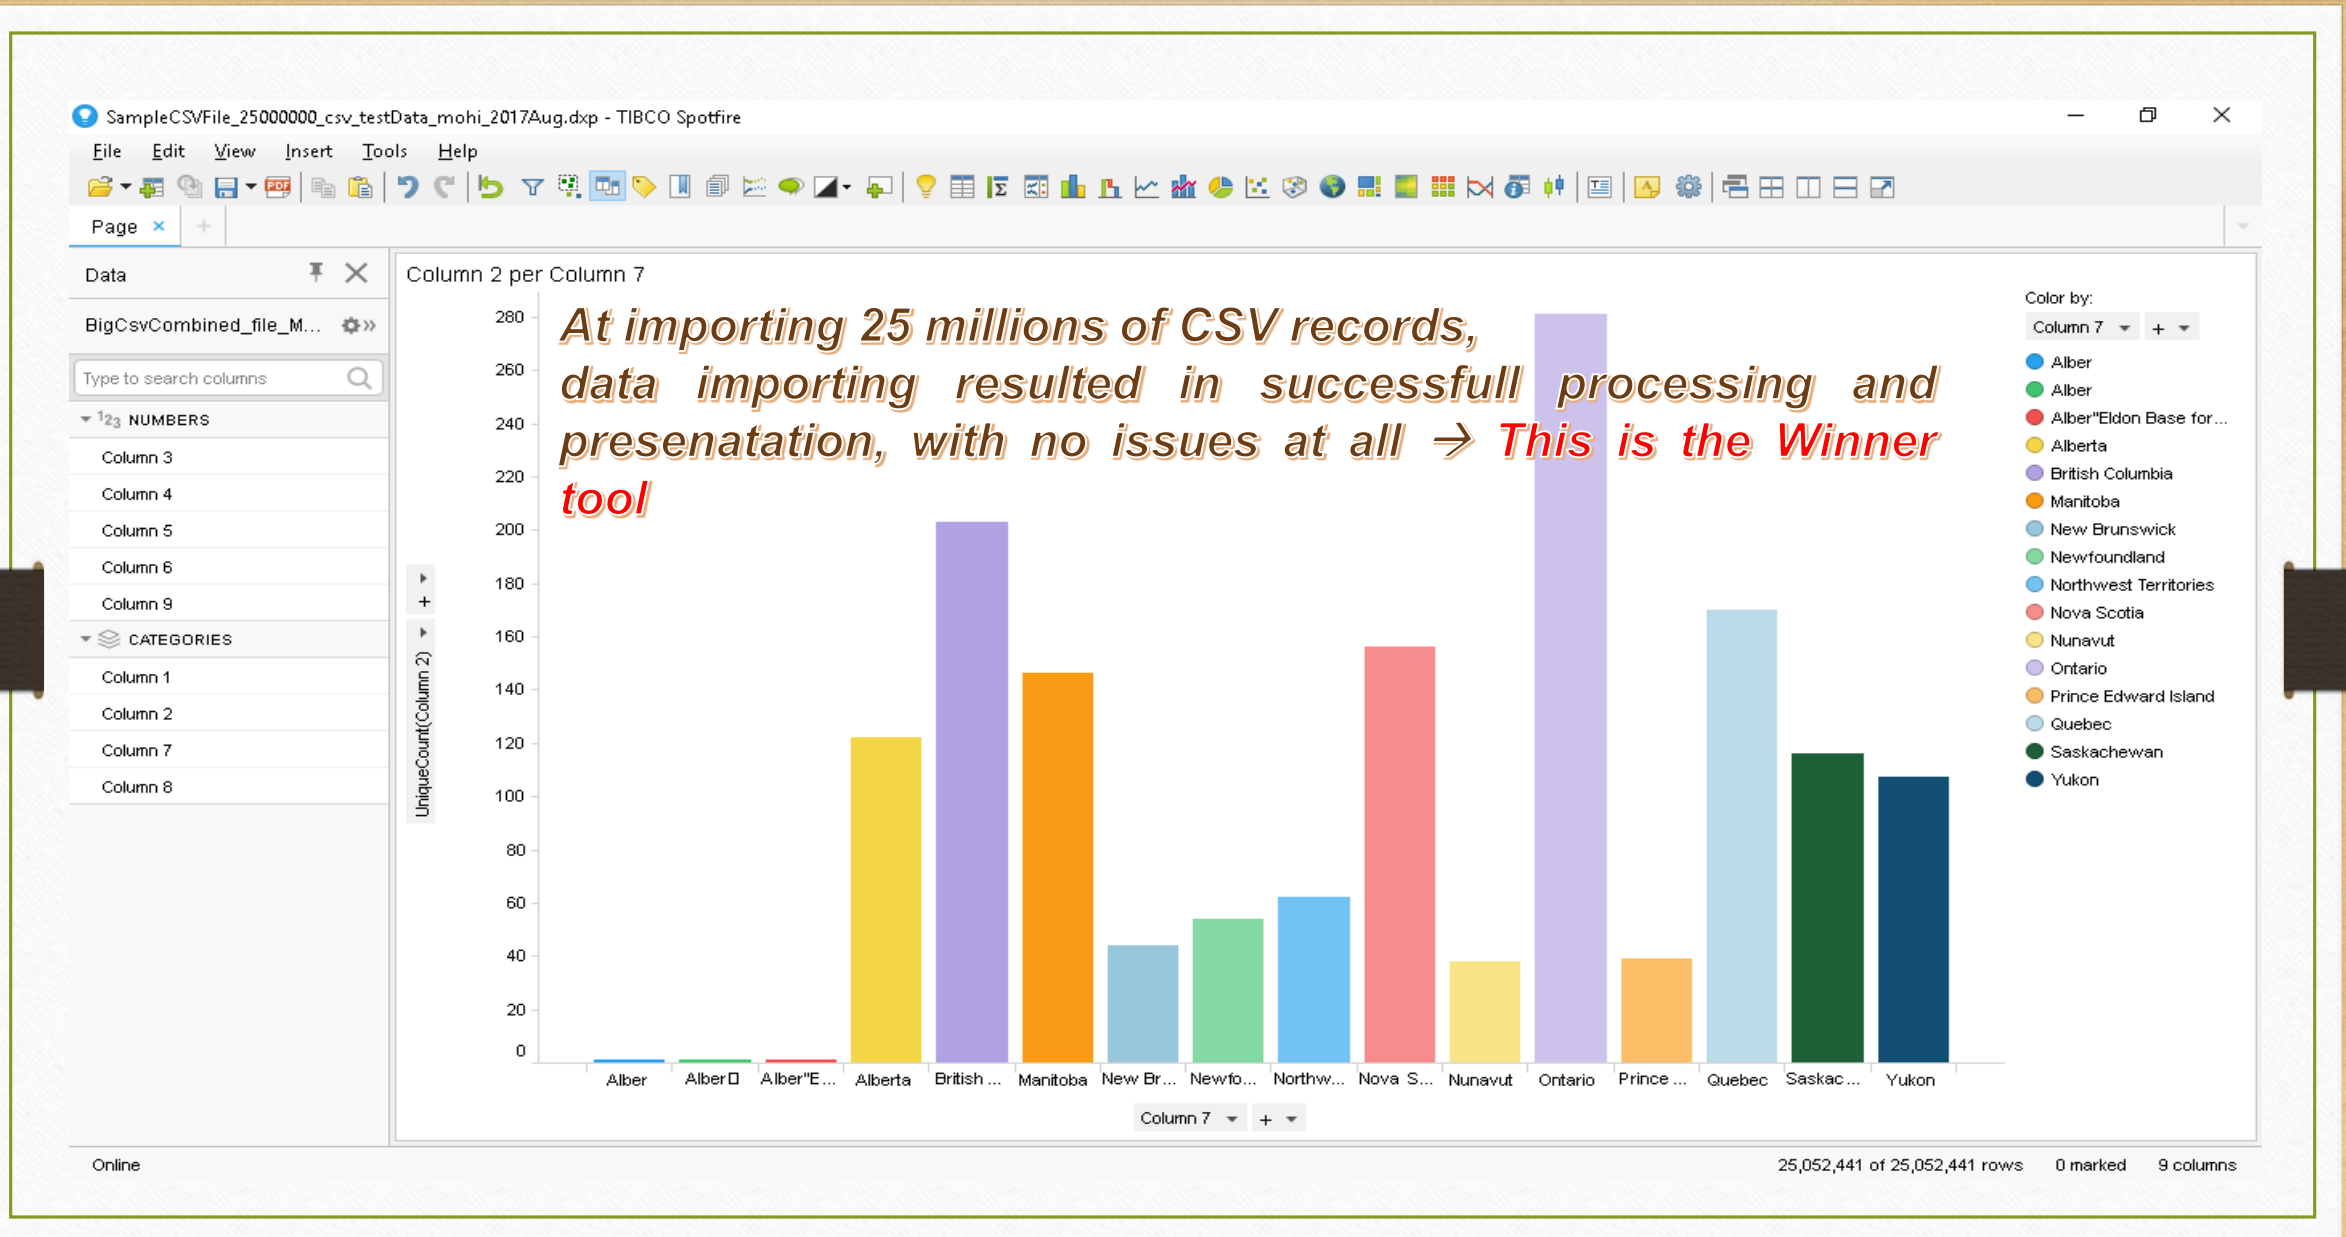 SampleCSVFile_25000000_csv_testData_mohi_2017Aug.dxp - TIBCO Spotfire
File Edit View Insert Tools Help
Page
Data
BigCsvCombined_file_M...
Type to search columns
NUMBERS
Column 3
Column 4
Column 5
Column 6
Column 9
CATEGORIES
Column 1
Column 2
Column 7
Column 8
Column 2 per Column 7
At importing 25 millions of CSV records,
data importing resulted in successfull processing and
presenatation, with no issues at all → This is the Winner
tool
UniqueCount(Column 2)
280
260
240
220
200
180
160
140
120
100
80
60
40
20
0
Alber Alber▯ Alber"E... Alberta British ... Manitoba New Br... Newfo... Northw... Nova S... Nunavut Ontario Prince ... Quebec Saskac... Yukon
Column 7
Color by:
Column 7
Alber
Alber
Alber"Eldon Base for...
Alberta
British Columbia
Manitoba
New Brunswick
Newfoundland
Northwest Territories
Nova Scotia
Nunavut
Ontario
Prince Edward Island
Quebec
Saskachewan
Yukon
Online
25,052,441 of 25,052,441 rows 0 marked 9 columns